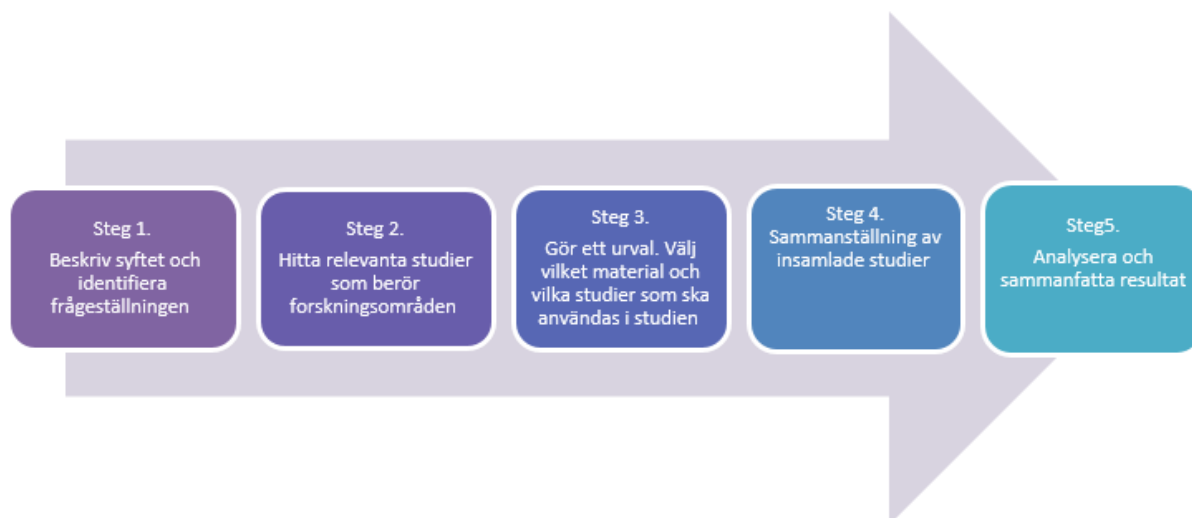 Steg 1.
Beskriv syftet och
identifiera
frågeställningen
Steg 2.
Hitta relevanta studier
som berör
forskningsområden
Steg 3.
Gör ett urval. Välj
vilket material och
vilka studier som ska
användas i studien
Steg 4.
Sammanställning av
insamlade studier
Steg5.
Analysera och
sammanfatta resultat